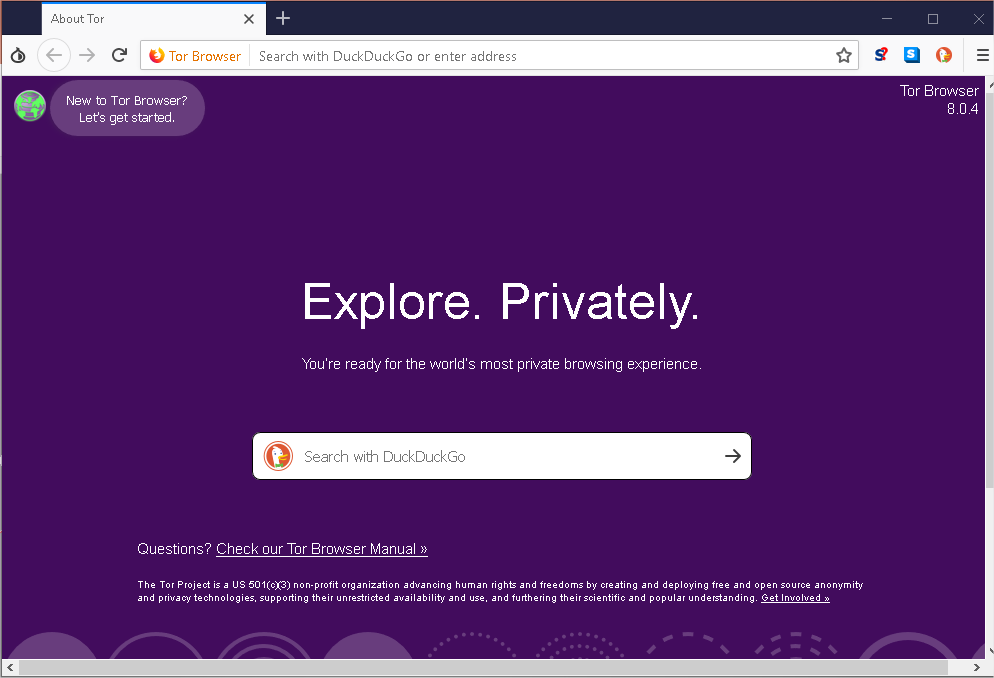 About Tor
Tor Browser
Search with DuckDuckGo or enter address
S
New to Tor Browser?
Let's get started.
Tor Browser
8.0.4
Explore. Privately.
You're ready for the world's most private browsing experience.
Search with DuckDuckGo
Questions? Check our Tor Browser Manual »
The Tor Project is a US 501(c)(3) non-profit organization advancing human rights and freedoms by creating and deploying free and open source anonymity
and privacy technologies, supporting their unrestricted availability and use, and furthering their scientific and popular understanding. Get Involved »